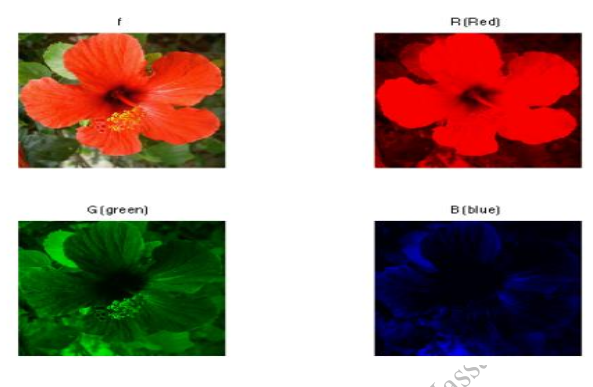 f
R (Red)
G (green)
B (blue)